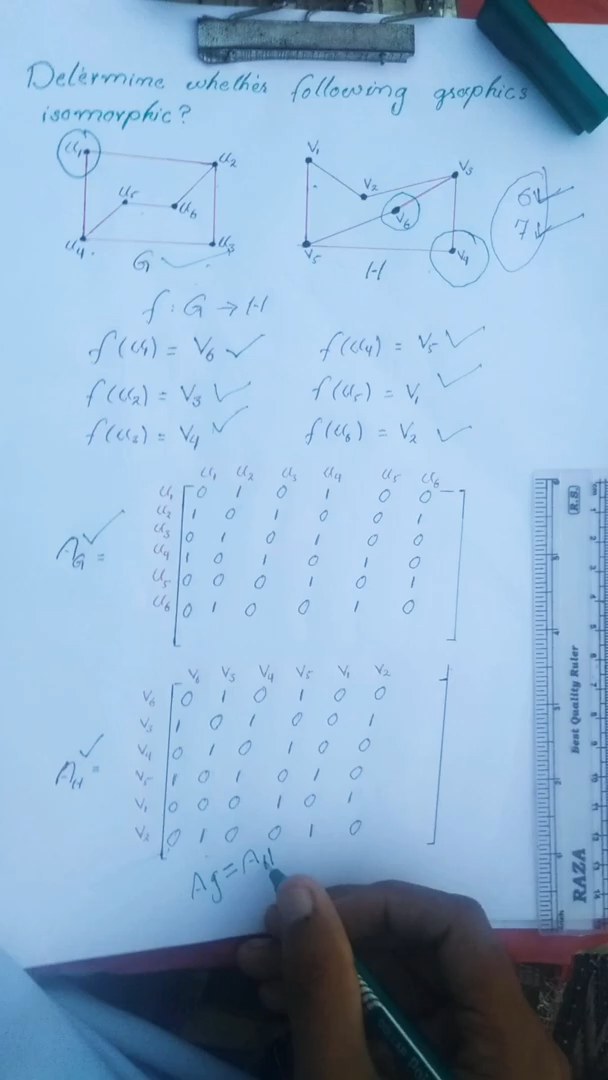 Determine whether following graphics
isomorphic?
u1 u2 u5 u6 u4 u3
G
V1 V2 V3 V6 V5 V4
H
6
7
f : G → H
f(u1) = V6 f(u4) = V5
f(u2) = V3 f(u5) = V1
f(u3) = V4 f(u6) = V2
u1 u2 u3 u4 u5 u6
u1 0 1 0 1 0 0
u2 1 0 1 0 0 1
u3 0 1 0 1 0 0
AG =
u4 1 0 1 0 1 0
u5 0 0 0 1 0 1
u6 0 1 0 0 1 0
V6 V3 V4 V5 V1 V2
V6 0 1 0 1 0 0
V3 1 0 1 0 0 1
V4 0 1 0 1 0 0
AH =
V5 1 0 1 0 1 0
V1 0 0 0 1 0 1
V2 0 1 0 0 1 0
Ag = AH
R.S.
Best Quality Ruler
RAZA